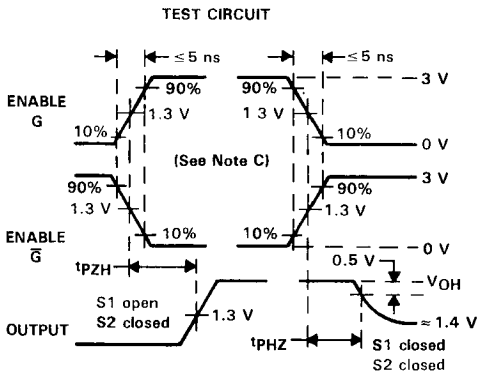 TEST CIRCUIT
≤5 ns ≤5 ns
90% 90% 3 V
ENABLE
G
1.3 V 1 3 V
10% 10% 0 V
(See Note C)
90% 90% 3 V
1.3 V 1.3 V
ENABLE
G̅
10% 10% 0 V
tPZH 0.5 V
VOH
S1 open
S2 closed
OUTPUT
1.3 V
tPHZ
≈1.4 V
S1 closed
S2 closed